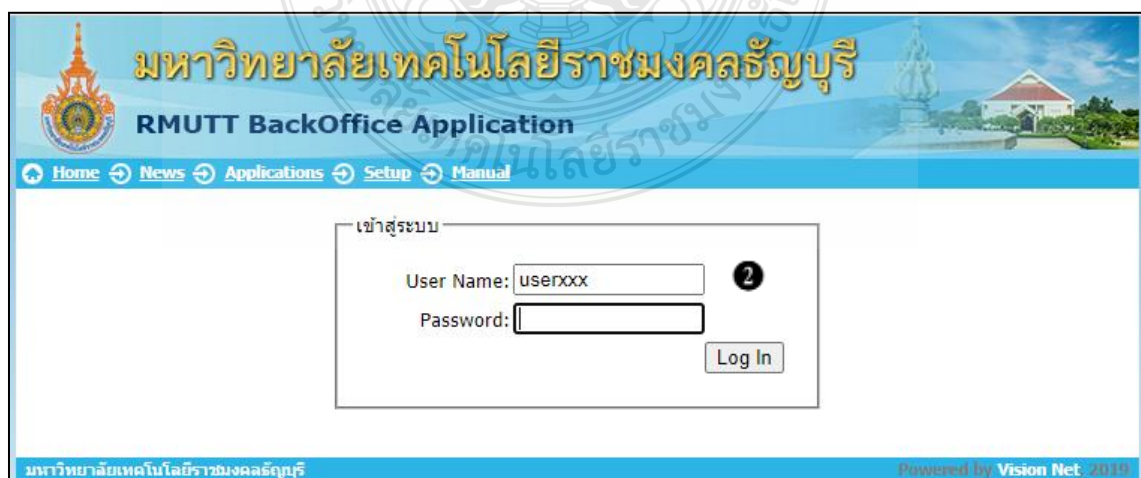 มหาวิทยาลัยเทคโนโลยีราชมงคลธัญบุรี
RMUTT BackOffice Application
Home News Applications Setup Manual
เข้าสู่ระบบ
User Name: userxxx 2
Password:
Log In
มหาวิทยาลัยเทคโนโลยีราชมงคลธัญบุรี Powered by Vision Net 2019